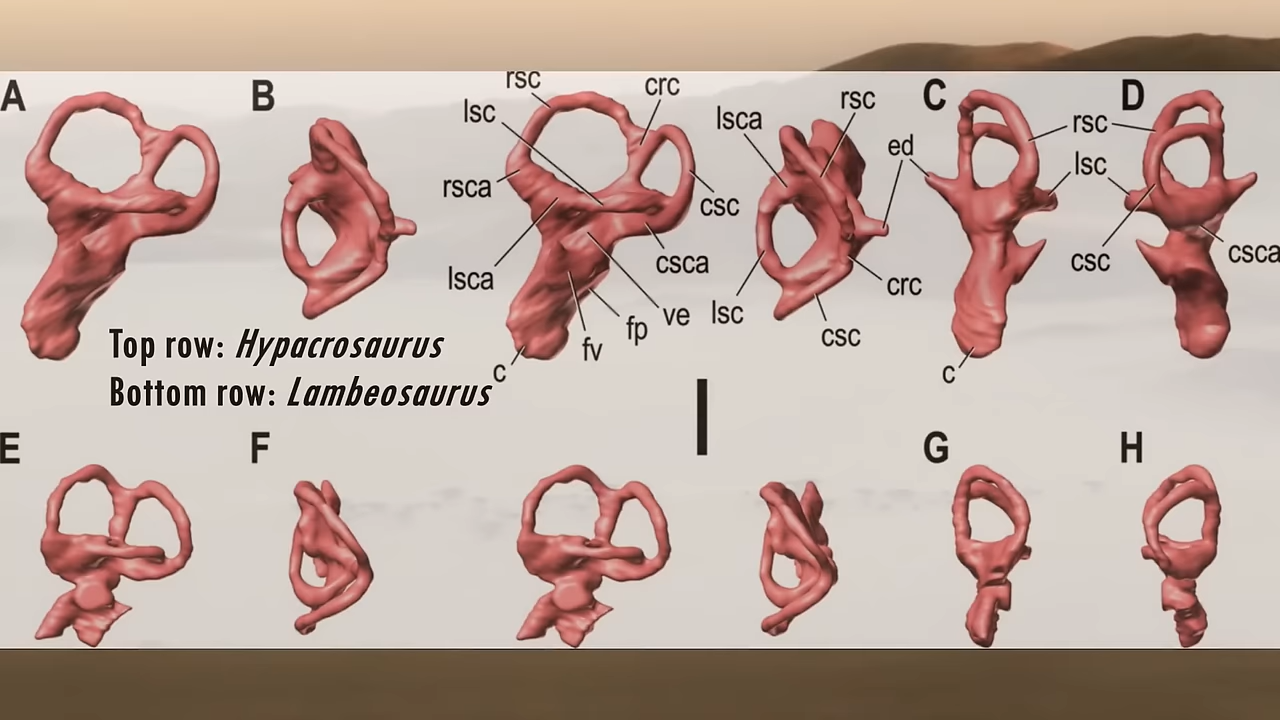 A
B
rsc
crc
lsc
rsca
lsca
csc
csca
ve
fp
fv
c
lsca
rsc
ed
lsc
crc
csc
C
D
rsc
lsc
csc
csca
c
Top row: Hypacrosaurus
Bottom row: Lambeosaurus
E
F
G
H